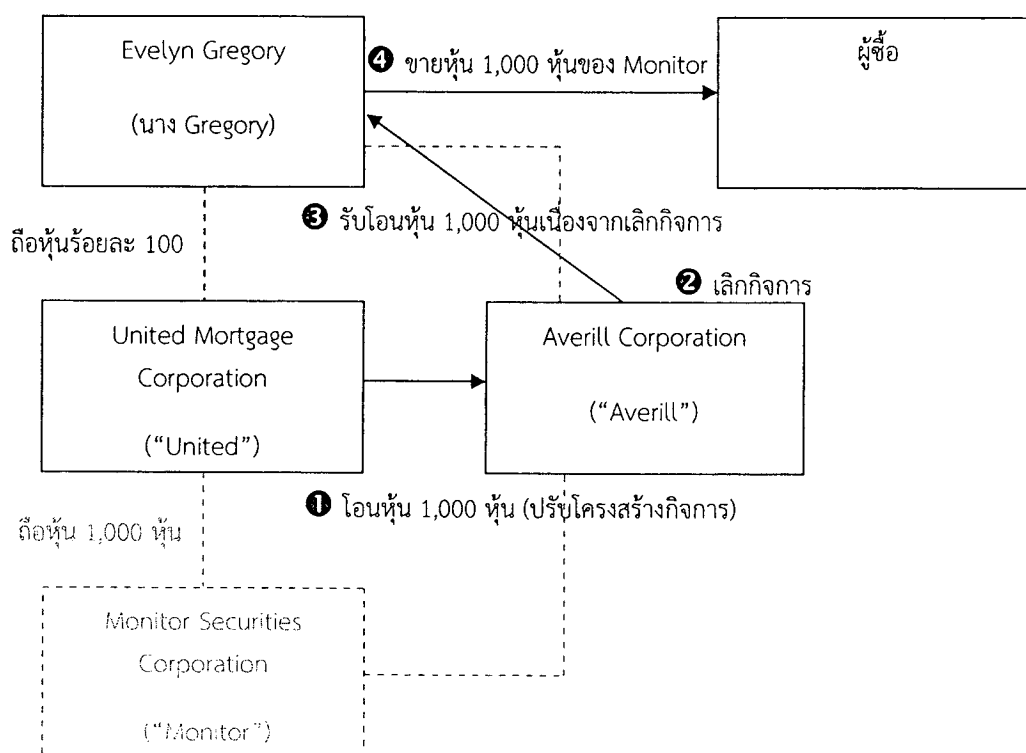 Evelyn Gregory
(นาง Gregory)
❹ ขายหุ้น 1,000 หุ้นของ Monitor
ผู้ซื้อ
❸ รับโอนหุ้น 1,000 หุ้นเนื่องจากเลิกกิจการ
ถือหุ้นร้อยละ 100
❷ เลิกกิจการ
United Mortgage
Corporation
("United")
Averill Corporation
("Averill")
❶ โอนหุ้น 1,000 หุ้น (ปรับโครงสร้างกิจการ)
ถือหุ้น 1,000 หุ้น
Monitor Securities
Corporation
("Monitor")